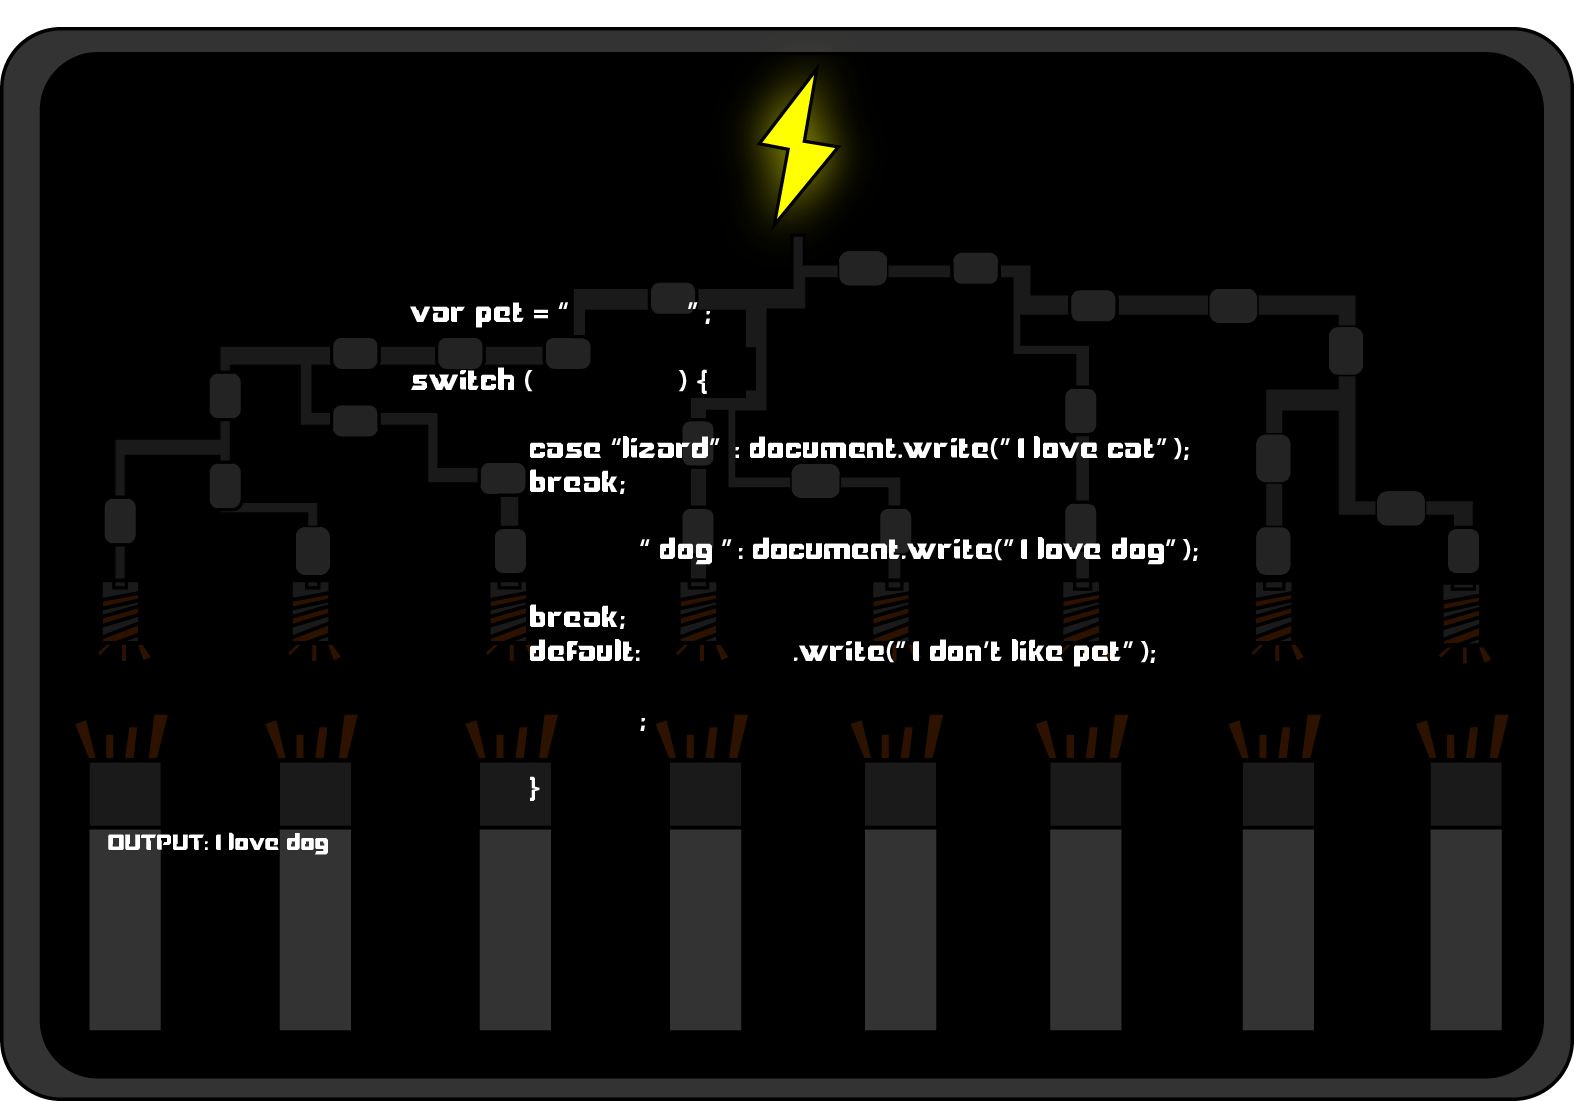 var pet = “ ” ;
switch ( ) {
case “lizard” : document.write(“ I love cat” );
break;
“ dog ” : document.write(“ I love dog” );
break;
default: .write(“ I don’t like pet” );
;
}
OUTPUT: I love dog